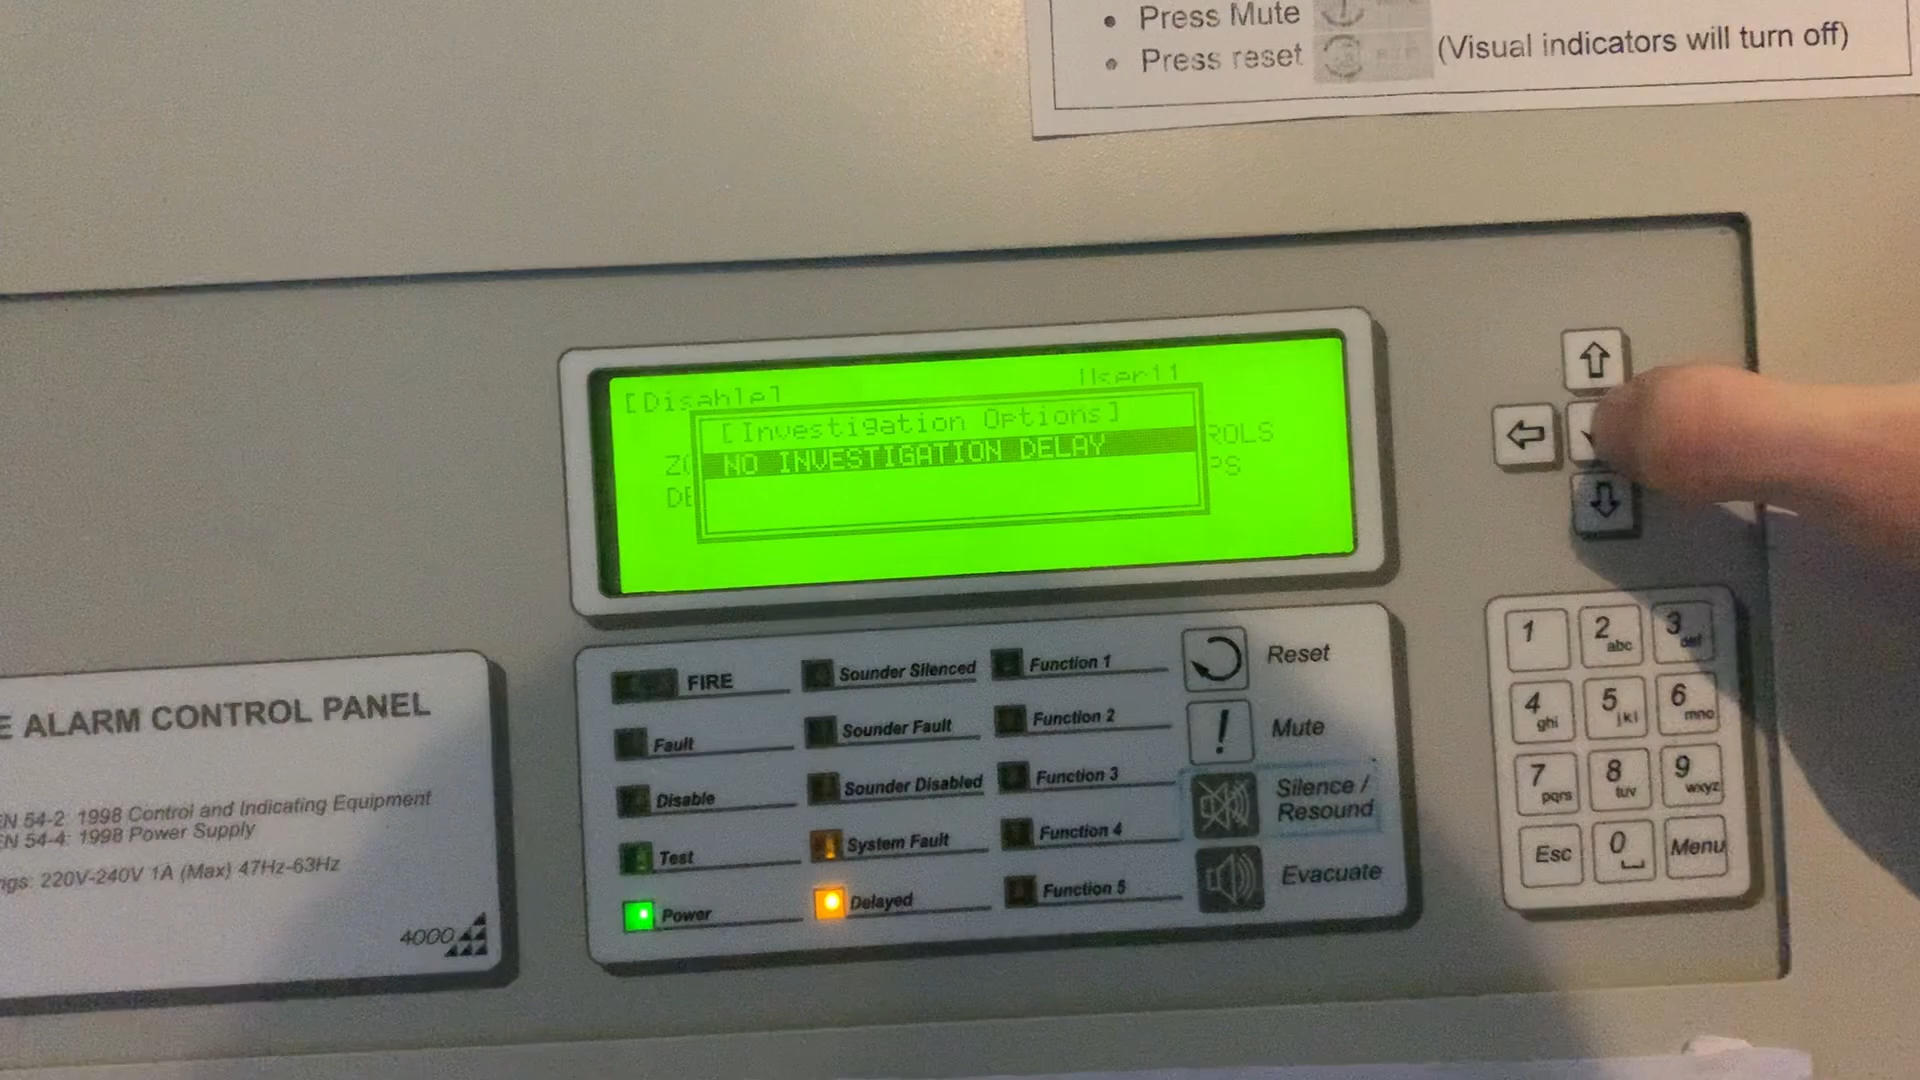 Press Mute
Press reset (Visual indicators will turn off)
[Disable] User11
[Investigation Options]
NO INVESTIGATION DELAY
ROLS
PS
E ALARM CONTROL PANEL
EN 54-2: 1998 Control and Indicating Equipment
EN 54-4: 1998 Power Supply
ngs: 220V-240V 1A (Max) 47Hz-63Hz
4000
FIRE
Fault
Disable
Test
Power
Sounder Silenced
Sounder Fault
Sounder Disabled
System Fault
Delayed
Function 1
Function 2
Function 3
Function 4
Function 5
Reset
Mute
Silence /
Resound
Evacuate
1 2 abc 3 def
4 ghi 5 jkl 6 mno
7 pqrs 8 tuv 9 wxyz
Esc 0 Menu